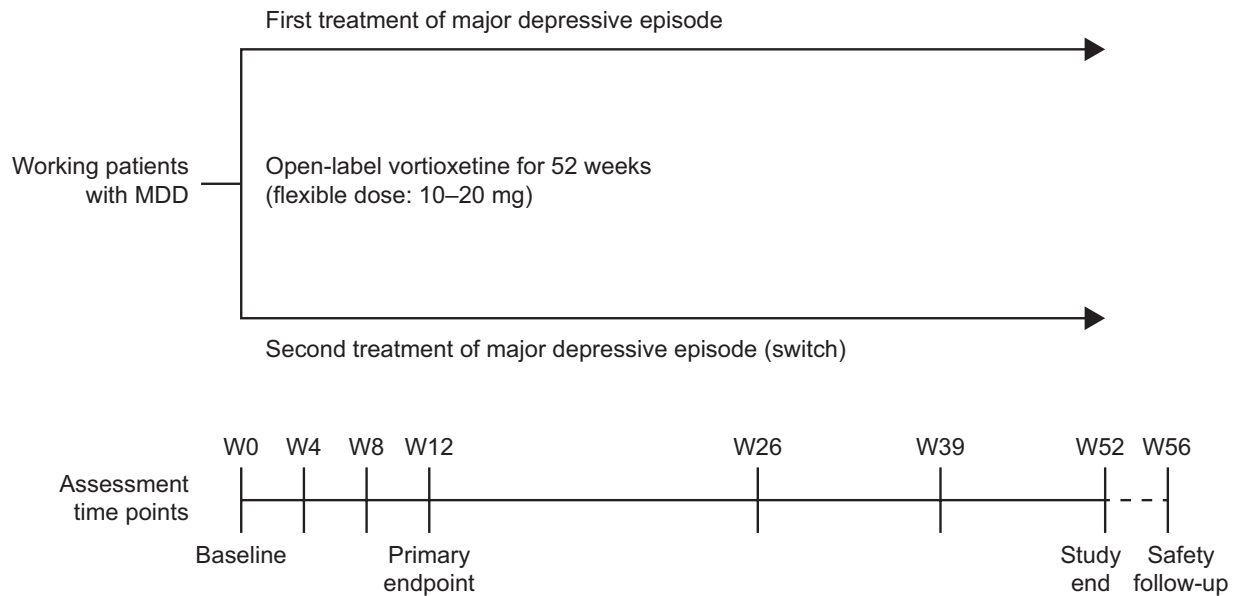 First treatment of major depressive episode
Working patients
with MDD
Open-label vortioxetine for 52 weeks
(flexible dose: 10–20 mg)
Second treatment of major depressive episode (switch)
W0 W4 W8 W12 W26 W39 W52 W56
Assessment
time points
Baseline
Primary
endpoint
Study
end
Safety
follow-up